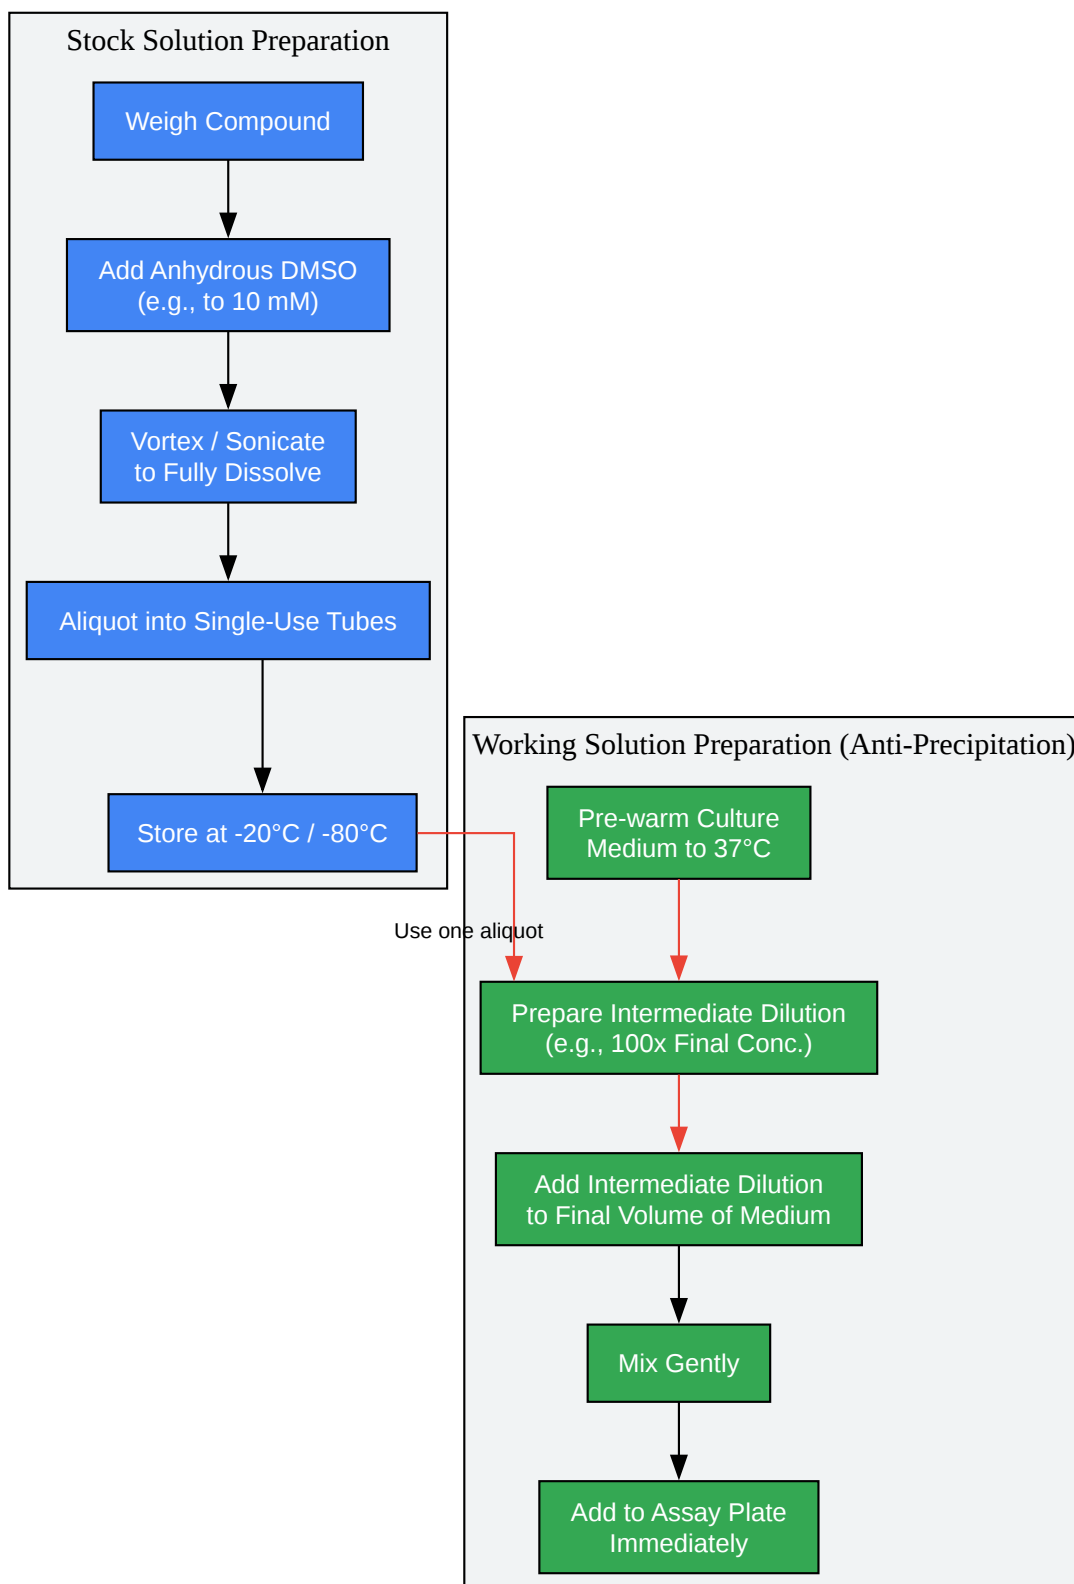 Stock Solution Preparation
Weigh Compound
Add Anhydrous DMSO
(e.g., to 10 mM)
Vortex / Sonicate
to Fully Dissolve
Aliquot into Single-Use Tubes
Store at -20°C / -80°C
Use one aliquot
Working Solution Preparation (Anti-Precipitation)
Pre-warm Culture
Medium to 37°C
Prepare Intermediate Dilution
(e.g., 100x Final Conc.)
Add Intermediate Dilution
to Final Volume of Medium
Mix Gently
Add to Assay Plate
Immediately